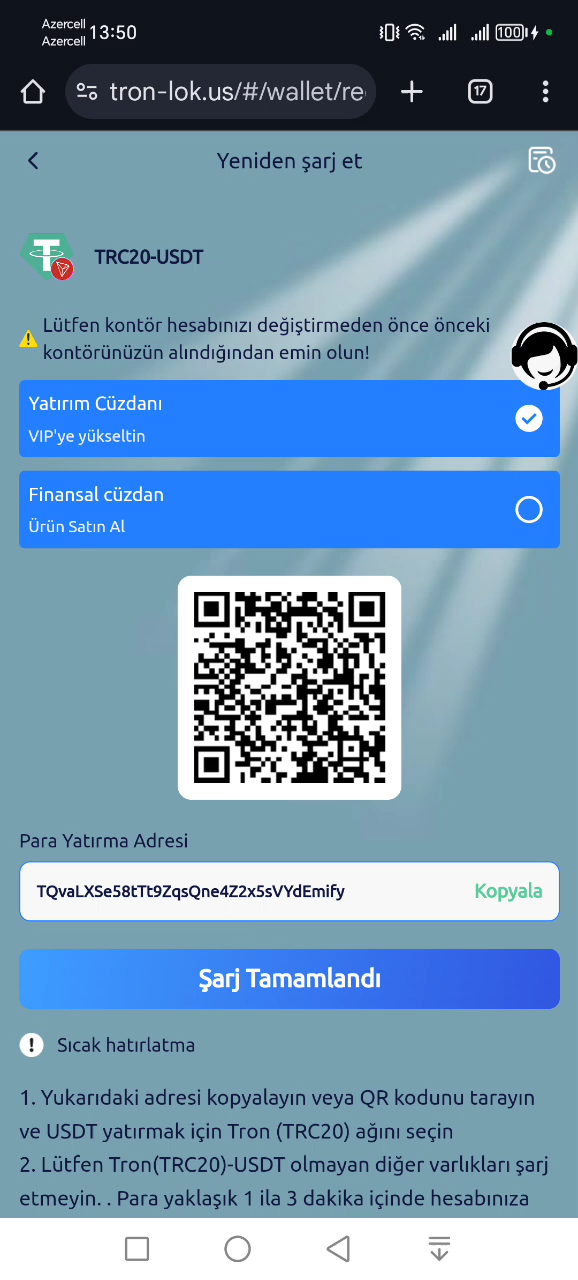 Azercell
Azercell
13:50
100
tron-lok.us/#/wallet/re
17
Yeniden şarj et
TRC20-USDT
Lütfen kontör hesabınızı değiştirmeden önce önceki
kontörünüzün alındığından emin olun!
Yatırım Cüzdanı
VIP'ye yükseltin
Finansal cüzdan
Ürün Satın Al
Para Yatırma Adresi
TQvaLXSe58tTt9ZqsQne4Z2x5sVYdEmify
Kopyala
Şarj Tamamlandı
Sıcak hatırlatma
1. Yukarıdaki adresi kopyalayın veya QR kodunu tarayın
ve USDT yatırmak için Tron (TRC20) ağını seçin
2. Lütfen Tron(TRC20)-USDT olmayan diğer varlıkları şarj
etmeyin. . Para yaklaşık 1 ila 3 dakika içinde hesabınıza